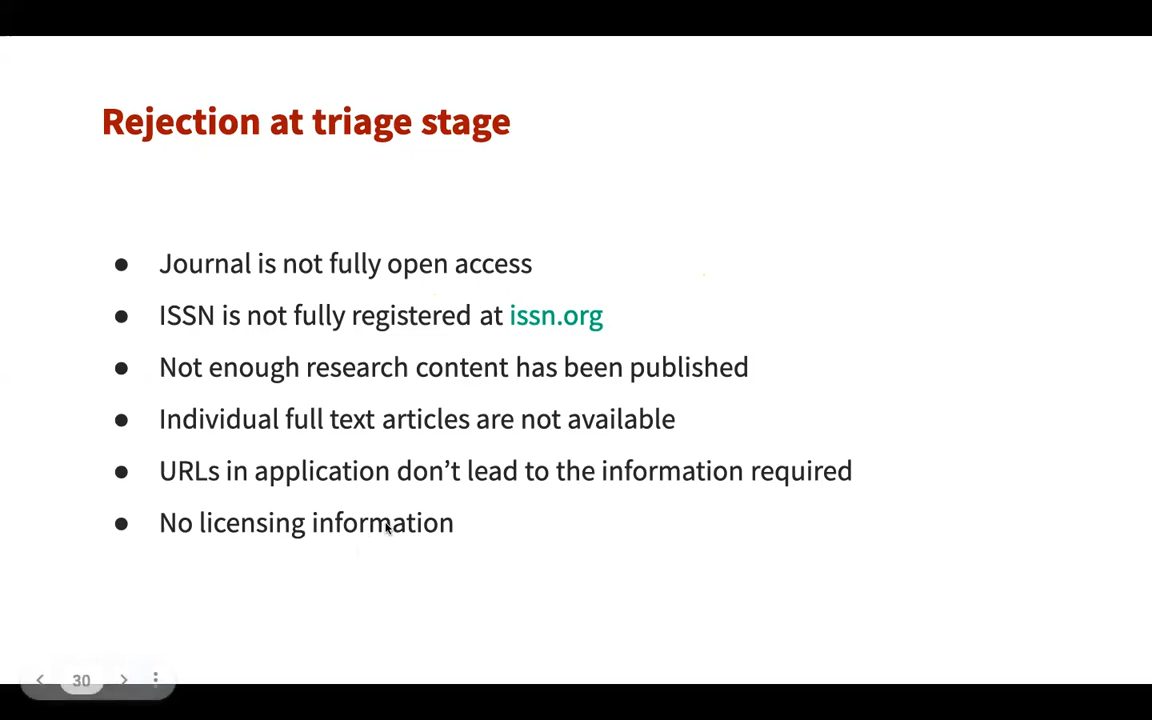 Rejection at triage stage
● Journal is not fully open access
● ISSN is not fully registered at issn.org
● Not enough research content has been published
● Individual full text articles are not available
● URLs in application don’t lead to the information required
● No licensing information
30